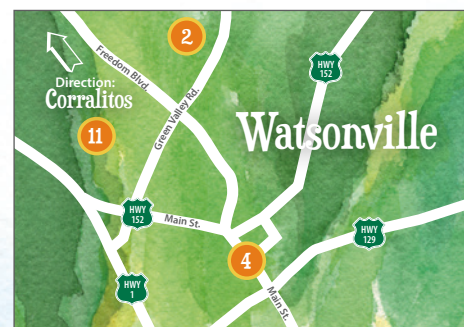 2
HWY
152
Freedom Blvd.
Direction:
Corralitos
Green Valley Rd.
Watsonville
11
HWY
152
Main St.
HWY
129
4
HWY
1
Main St.